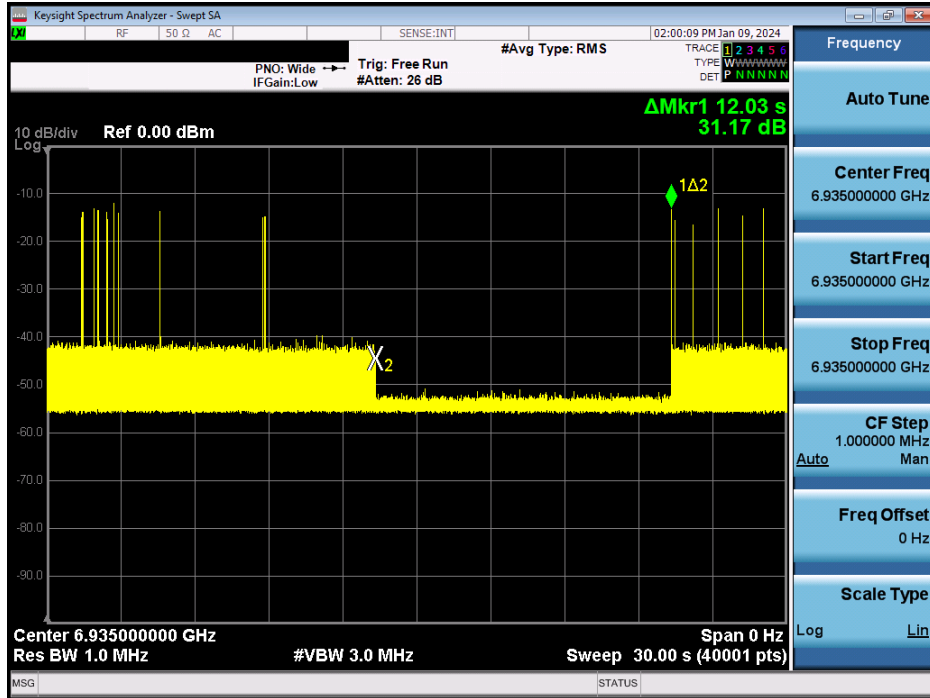 Keysight Spectrum Analyzer - Swept SA
LXI RF 50 Ω AC SENSE:INT 02:00:09 PM Jan 09, 2024
#Avg Type: RMS TRACE 1 2 3 4 5 6
PNO: Wide Trig: Free Run TYPE WWWWWW
IFGain:Low #Atten: 26 dB DET P N N N N N
ΔMkr1 12.03 s
10 dB/div Ref 0.00 dBm 31.17 dB
Log
1Δ2
-10.0
-20.0
-30.0
-40.0
2
-50.0
-60.0
-70.0
-80.0
-90.0
Center 6.935000000 GHz Span 0 Hz
Res BW 1.0 MHz #VBW 3.0 MHz Sweep 30.00 s (40001 pts)
MSG STATUS
Frequency
Auto Tune
Center Freq
6.935000000 GHz
Start Freq
6.935000000 GHz
Stop Freq
6.935000000 GHz
CF Step
1.000000 MHz
Auto Man
Freq Offset
0 Hz
Scale Type
Log Lin